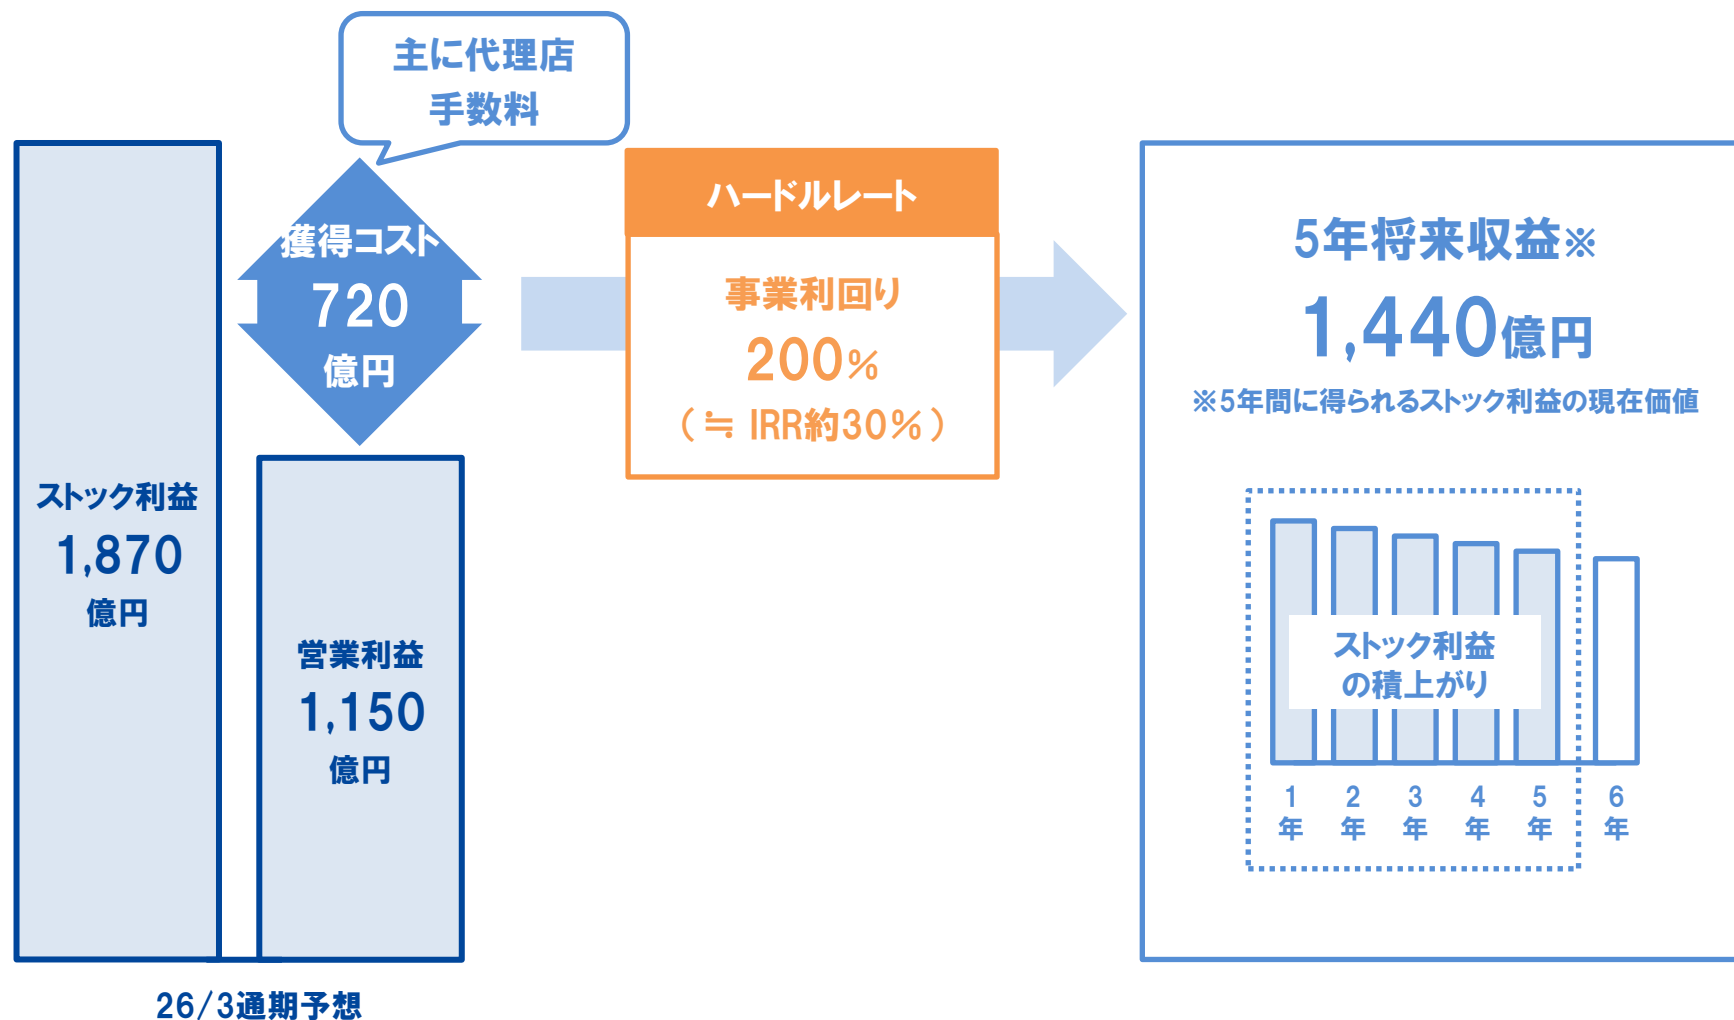 主に代理店
手数料
獲得コスト
720
億円
ストック利益
1,870
億円
営業利益
1,150
億円
26/3通期予想
ハードルレート
事業利回り
200%
(≒ IRR約30%)
5年将来収益※
1,440億円
※5年間に得られるストック利益の現在価値
ストック利益
の積上がり
1 2 3 4 5 6
年 年 年 年 年 年